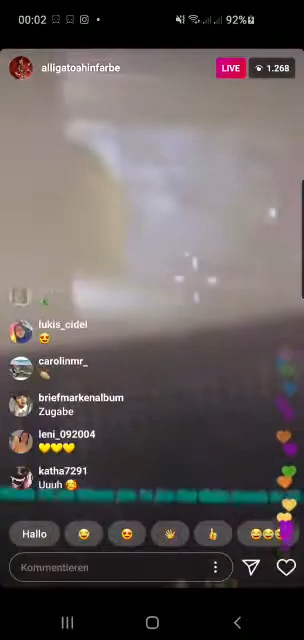 00:02 92%
alligatoahinfarbe LIVE 1.268
lukis_cidel
carolinmr_
briefmarkenalbum
Zugabe
leni_092004
💛💛💛
katha7291
Uuuh 🥰
Hallo
Kommentieren